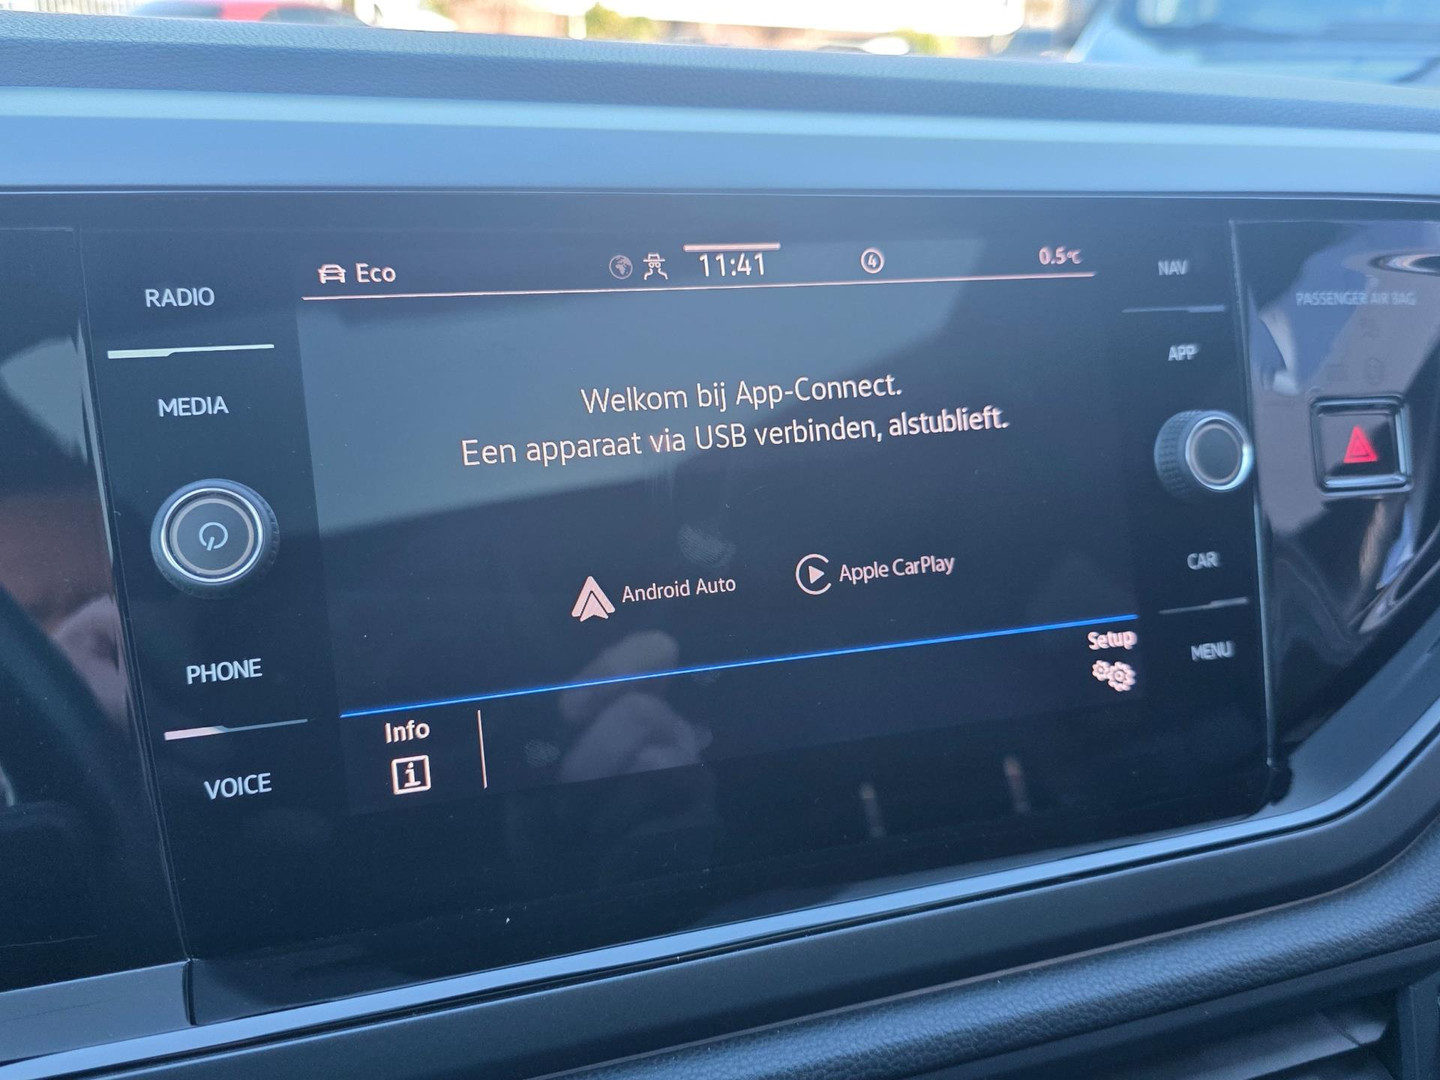 RADIO
MEDIA
PHONE
VOICE
Eco
11:41
4
0.5°C
Welkom bij App-Connect.
Een apparaat via USB verbinden, alstublieft.
Android Auto
Apple CarPlay
Setup
Info
NAV
APP
CAR
MENU
PASSENGER AIR BAG